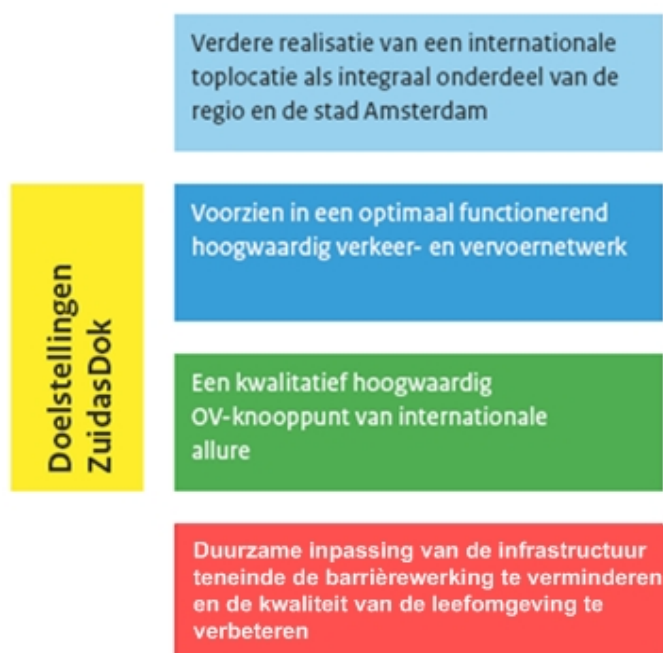 Verdere realisatie van een internationale
toplocatie als integraal onderdeel van de
regio en de stad Amsterdam
Doelstellingen
ZuidasDok
Voorzien in een optimaal functionerend
hoogwaardig verkeer- en vervoernetwerk
Een kwalitatief hoogwaardig
OV-knooppunt van internationale
allure
Duurzame inpassing van de infrastructuur
teneinde de barrièrewerking te verminderen
en de kwaliteit van de leefomgeving te
verbeteren